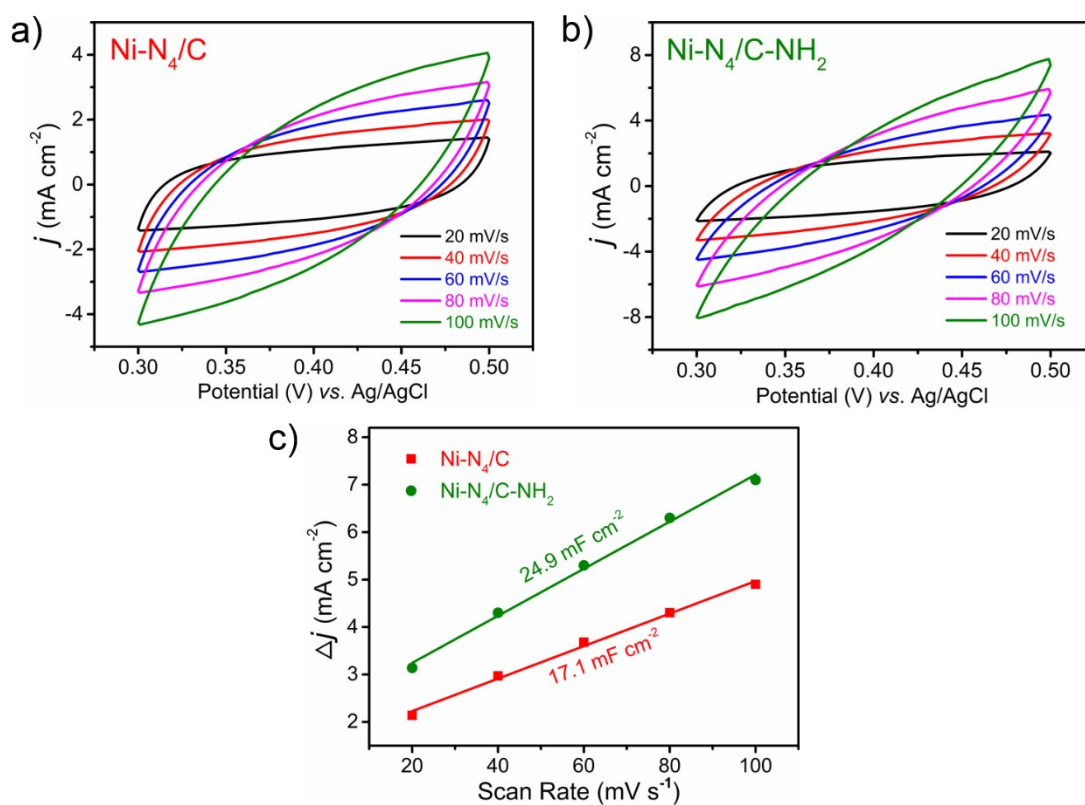 a)
Ni-N₄/C
j (mA cm⁻²)
4
2
0
-2
-4
20 mV/s
40 mV/s
60 mV/s
80 mV/s
100 mV/s
0.30 0.35 0.40 0.45 0.50
Potential (V) vs. Ag/AgCl
b)
Ni-N₄/C-NH₂
j (mA cm⁻²)
8
4
0
-4
-8
20 mV/s
40 mV/s
60 mV/s
80 mV/s
100 mV/s
0.30 0.35 0.40 0.45 0.50
Potential (V) vs. Ag/AgCl
c)
Ni-N₄/C
Ni-N₄/C-NH₂
△j (mA cm⁻²)
8
7
6
5
4
3
2
24.9 mF cm⁻²
17.1 mF cm⁻²
20 40 60 80 100
Scan Rate (mV s⁻¹)